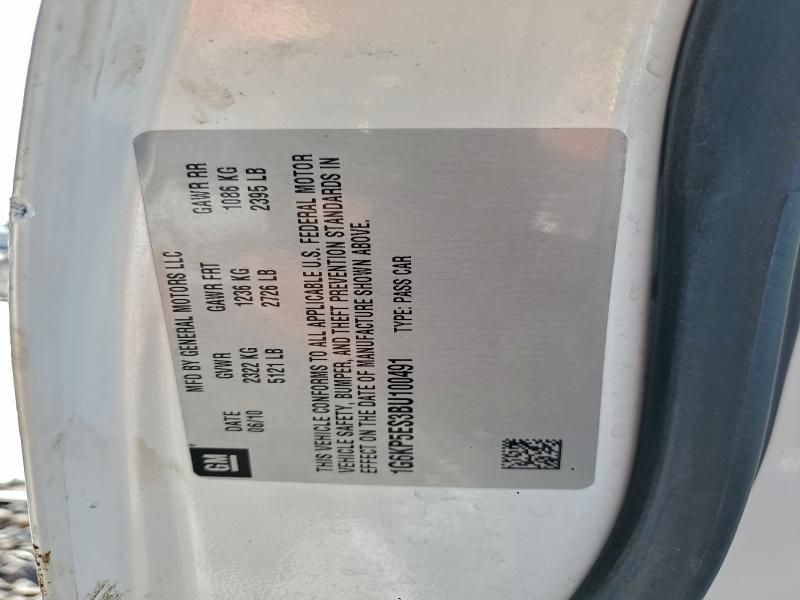 GM
MFD BY GENERAL MOTORS LLC
DATE GVWR GAWR FRT GAWR RR
06/10 2322 KG 1236 KG 1086 KG
5121 LB 2726 LB 2395 LB
THIS VEHICLE CONFORMS TO ALL APPLICABLE U.S. FEDERAL MOTOR
VEHICLE SAFETY, BUMPER, AND THEFT PREVENTION STANDARDS IN
EFFECT ON THE DATE OF MANUFACTURE SHOWN ABOVE.
1G6KP5ES3BU100491 TYPE: PASS CAR